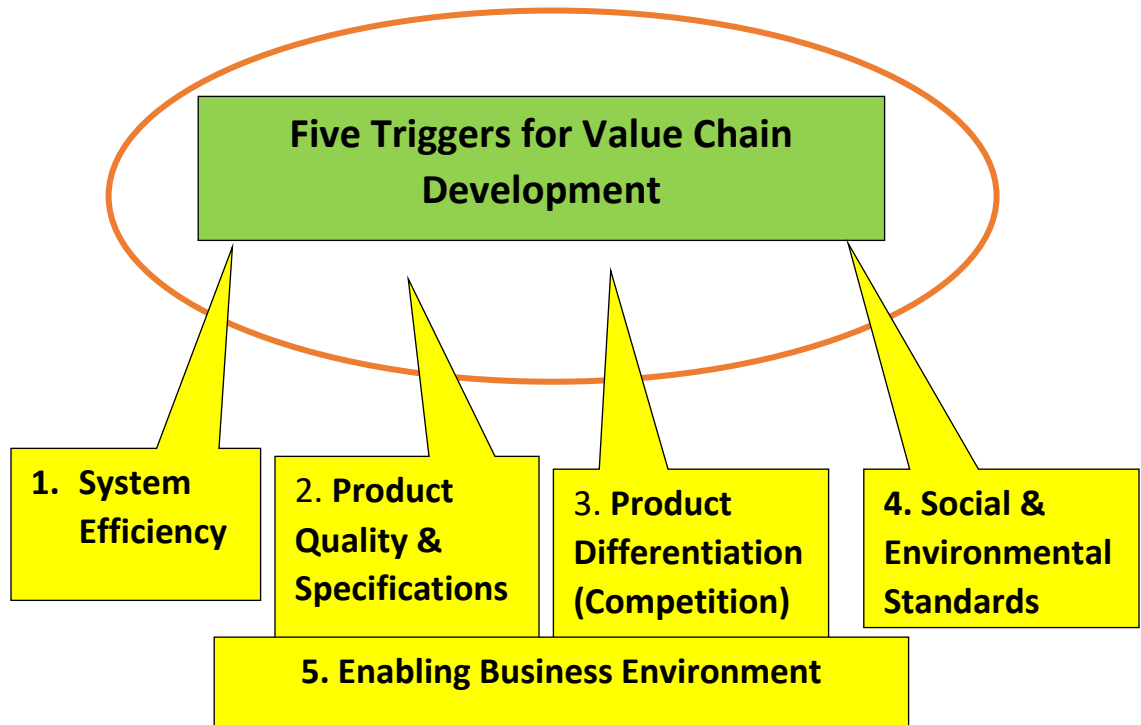 Five Triggers for Value Chain
Development
1. System
Efficiency
2. Product
Quality &
Specifications
3. Product
Differentiation
(Competition)
4. Social &
Environmental
Standards
5. Enabling Business Environment